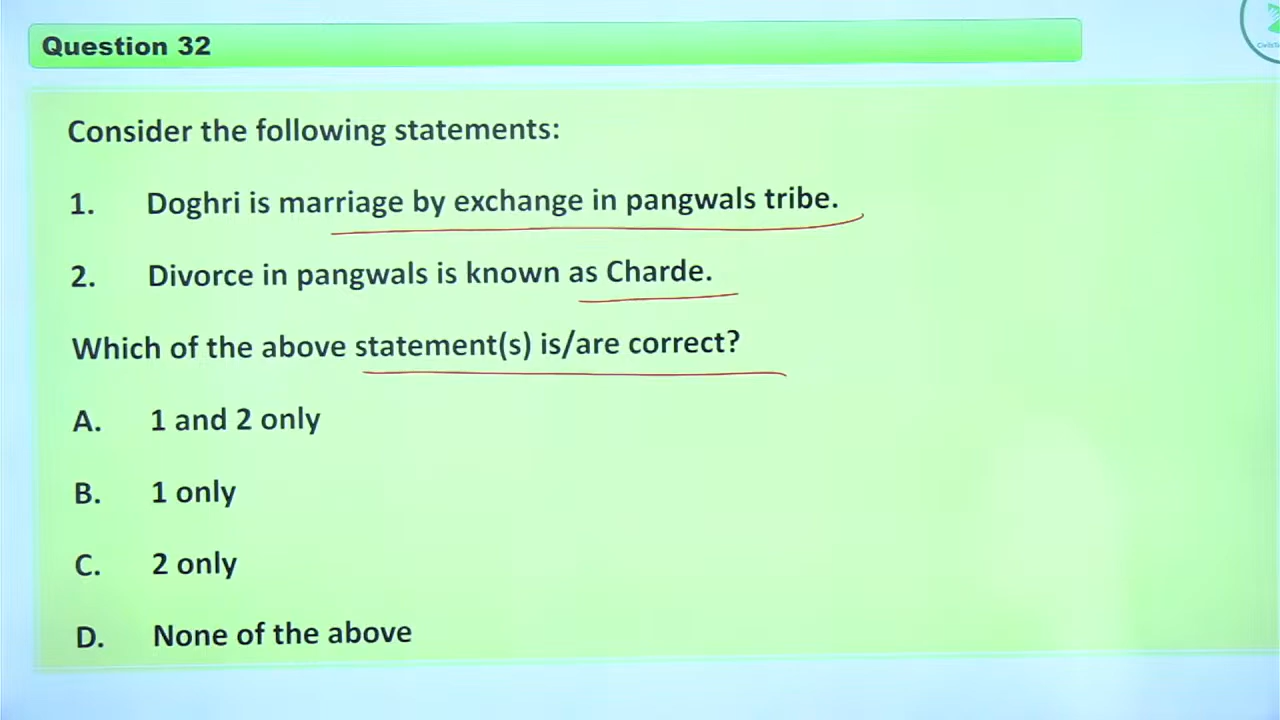 Question 32
Consider the following statements:
1. Doghri is marriage by exchange in pangwals tribe.
2. Divorce in pangwals is known as Charde.
Which of the above statement(s) is/are correct?
A. 1 and 2 only
B. 1 only
C. 2 only
D. None of the above